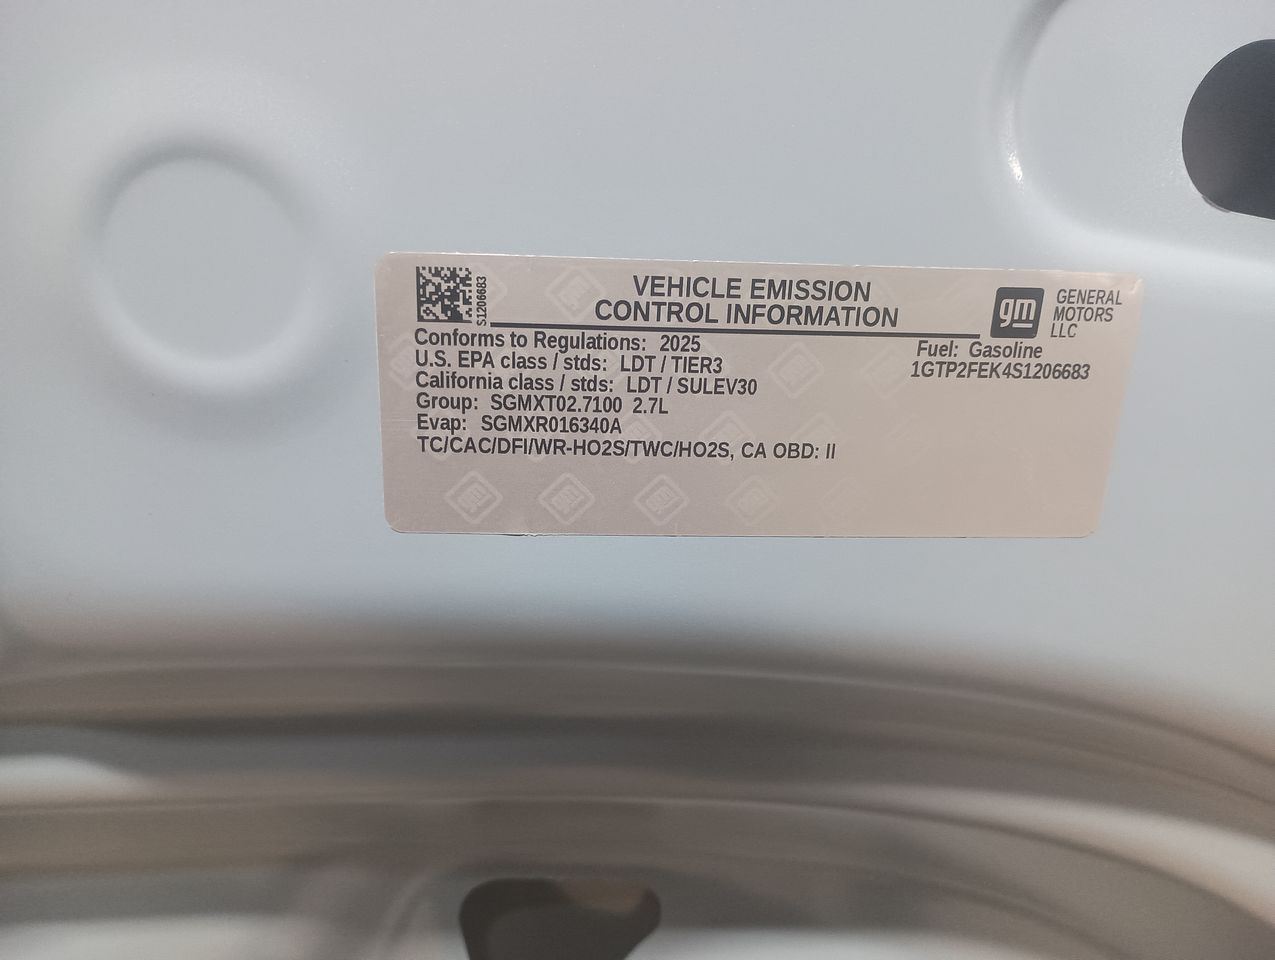 S1206683
VEHICLE EMISSION
CONTROL INFORMATION
gm
GENERAL
MOTORS
LLC
Conforms to Regulations: 2025
U.S. EPA class / stds: LDT / TIER3
California class / stds: LDT / SULEV30
Group: SGMXT02.7100 2.7L
Evap: SGMXR016340A
TC/CAC/DFI/WR-HO2S/TWC/HO2S, CA OBD: II
Fuel: Gasoline
1GTP2FEK4S1206683